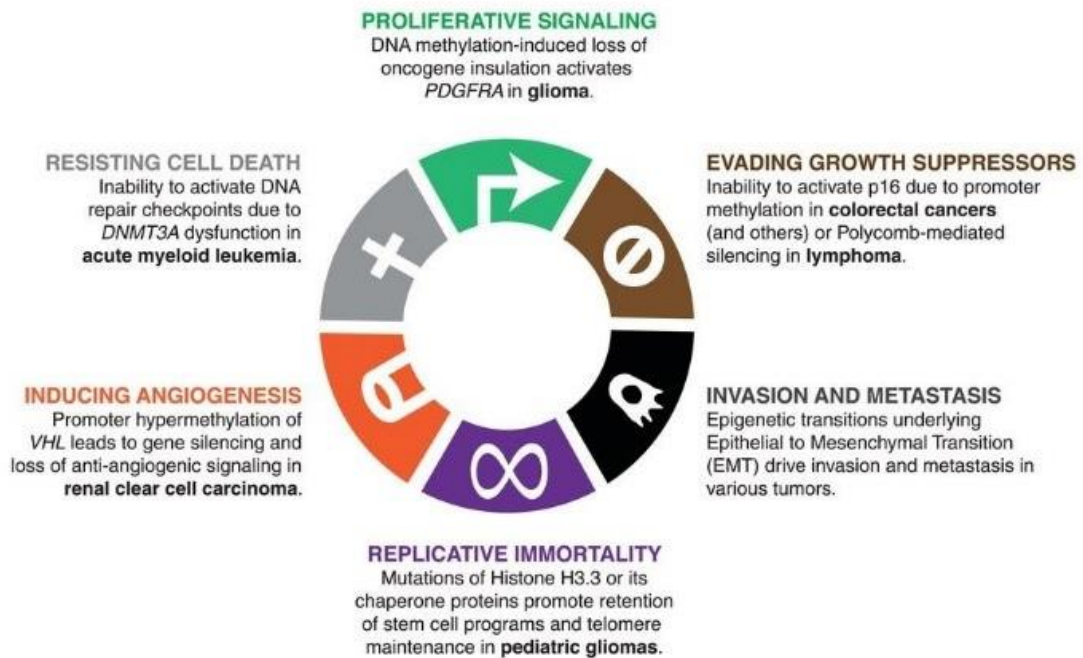 PROLIFERATIVE SIGNALING
DNA methylation-induced loss of
oncogene insulation activates
PDGFRA in glioma.
RESISTING CELL DEATH
Inability to activate DNA
repair checkpoints due to
DNMT3A dysfunction in
acute myeloid leukemia.
EVADING GROWTH SUPPRESSORS
Inability to activate p16 due to promoter
methylation in colorectal cancers
(and others) or Polycomb-mediated
silencing in lymphoma.
INDUCING ANGIOGENESIS
Promoter hypermethylation of
VHL leads to gene silencing and
loss of anti-angiogenic signaling in
renal clear cell carcinoma.
INVASION AND METASTASIS
Epigenetic transitions underlying
Epithelial to Mesenchymal Transition
(EMT) drive invasion and metastasis in
various tumors.
REPLICATIVE IMMORTALITY
Mutations of Histone H3.3 or its
chaperone proteins promote retention
of stem cell programs and telomere
maintenance in pediatric gliomas.